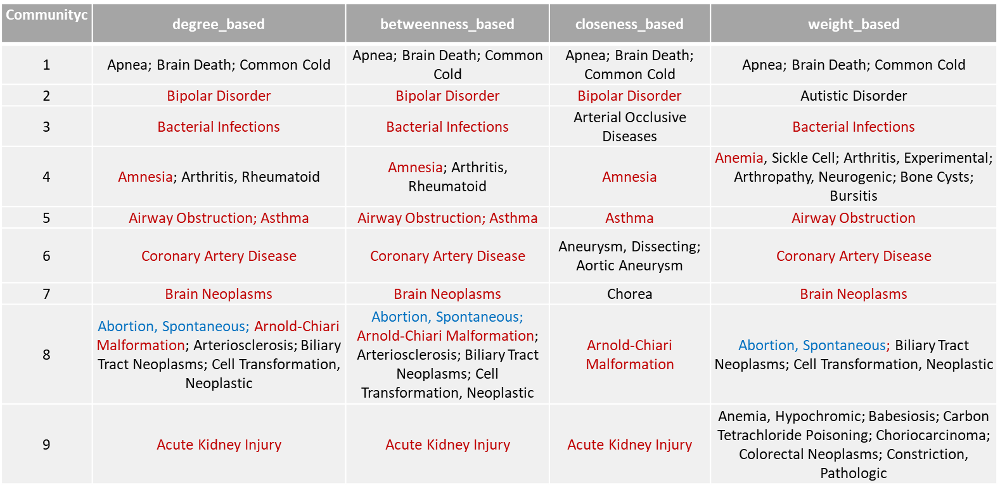 Communityc
degree_based
betweenness_based
closeness_based
weight_based
1
Apnea; Brain Death; Common Cold
Apnea; Brain Death; Common
Cold
Apnea; Brain Death;
Common Cold
Apnea; Brain Death; Common Cold
2
Bipolar Disorder
Bipolar Disorder
Bipolar Disorder
Autistic Disorder
3
Bacterial Infections
Bacterial Infections
Arterial Occlusive
Diseases
Bacterial Infections
4
Amnesia; Arthritis, Rheumatoid
Amnesia; Arthritis,
Rheumatoid
Amnesia
Anemia, Sickle Cell; Arthritis, Experimental;
Arthropathy, Neurogenic; Bone Cysts;
Bursitis
5
Airway Obstruction; Asthma
Airway Obstruction; Asthma
Asthma
Airway Obstruction
6
Coronary Artery Disease
Coronary Artery Disease
Aneurysm, Dissecting;
Aortic Aneurysm
Coronary Artery Disease
7
Brain Neoplasms
Brain Neoplasms
Chorea
Brain Neoplasms
8
Abortion, Spontaneous; Arnold-Chiari
Malformation; Arteriosclerosis; Biliary
Tract Neoplasms; Cell Transformation,
Neoplastic
Abortion, Spontaneous;
Arnold-Chiari Malformation;
Arteriosclerosis; Biliary Tract
Neoplasms; Cell
Transformation, Neoplastic
Arnold-Chiari
Malformation
Abortion, Spontaneous; Biliary Tract
Neoplasms; Cell Transformation, Neoplastic
9
Acute Kidney Injury
Acute Kidney Injury
Acute Kidney Injury
Anemia, Hypochromic; Babesiosis; Carbon
Tetrachloride Poisoning; Choriocarcinoma;
Colorectal Neoplasms; Constriction,
Pathologic